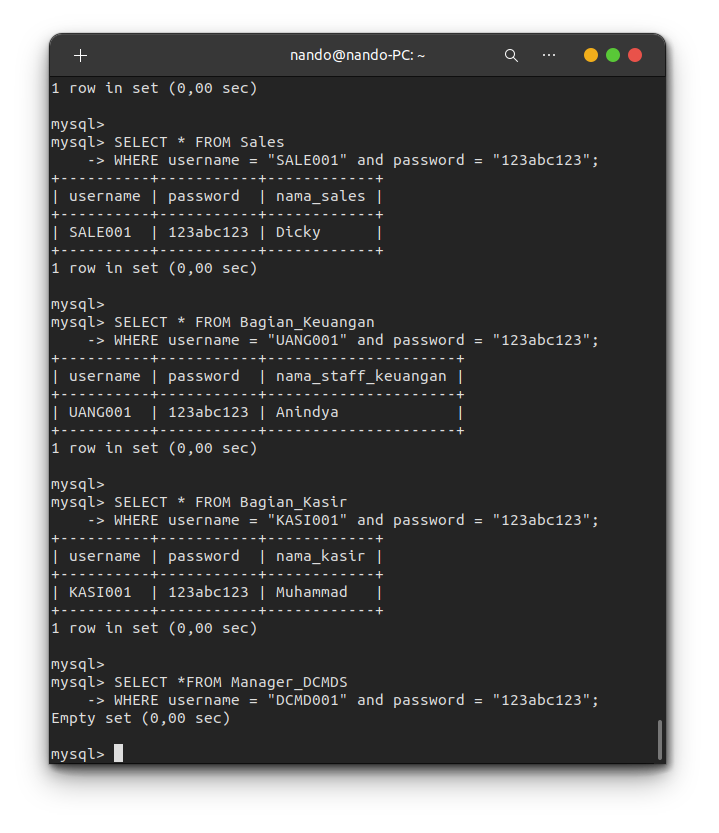 nando@nando-PC: ~
1 row in set (0,00 sec)
mysql>
mysql> SELECT * FROM Sales
    -> WHERE username = "SALE001" and password = "123abc123";
+----------+-----------+------------+
| username | password  | nama_sales |
+----------+-----------+------------+
| SALE001  | 123abc123 | Dicky      |
+----------+-----------+------------+
1 row in set (0,00 sec)
mysql>
mysql> SELECT * FROM Bagian_Keuangan
    -> WHERE username = "UANG001" and password = "123abc123";
+----------+-----------+---------------------+
| username | password  | nama_staff_keuangan |
+----------+-----------+---------------------+
| UANG001  | 123abc123 | Anindya             |
+----------+-----------+---------------------+
1 row in set (0,00 sec)
mysql>
mysql> SELECT * FROM Bagian_Kasir
    -> WHERE username = "KASI001" and password = "123abc123";
+----------+-----------+------------+
| username | password  | nama_kasir |
+----------+-----------+------------+
| KASI001  | 123abc123 | Muhammad   |
+----------+-----------+------------+
1 row in set (0,00 sec)
mysql>
mysql> SELECT *FROM Manager_DCMDS
    -> WHERE username = "DCMD001" and password = "123abc123";
Empty set (0,00 sec)
mysql>